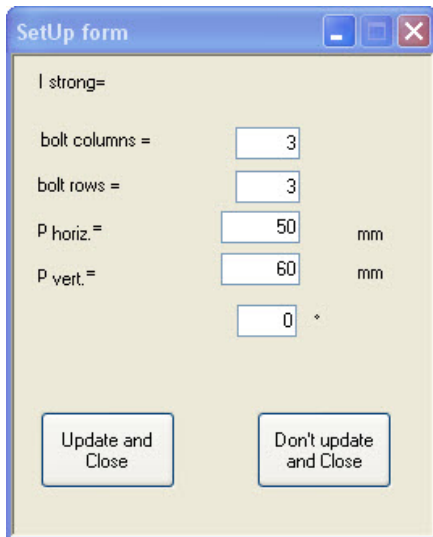 SetUp form
I strong=
bolt columns = 3
bolt rows = 3
P horiz.= 50 mm
P vert.= 60 mm
0 °
Update and
Close
Don't update
and Close